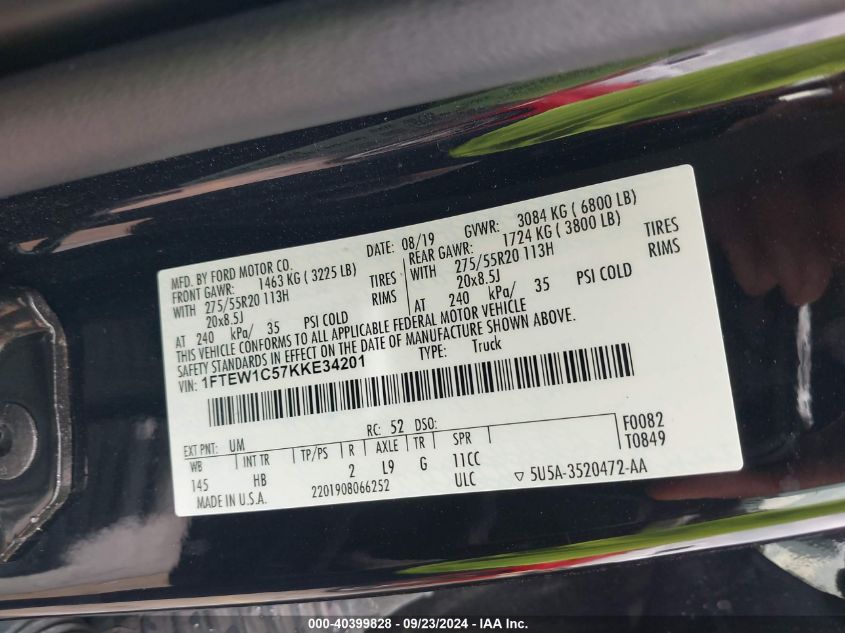 MFD. BY FORD MOTOR CO.
DATE: 08/19 GVWR: 3084 KG ( 6800 LB)
FRONT GAWR: 1463 KG ( 3225 LB) REAR GAWR: 1724 KG ( 3800 LB)
WITH 275/55R20 113H TIRES WITH 275/55R20 113H TIRES
20x8.5J RIMS 20x8.5J RIMS
AT 240 kPa/ 35 PSI COLD AT 240 kPa/ 35 PSI COLD
THIS VEHICLE CONFORMS TO ALL APPLICABLE FEDERAL MOTOR VEHICLE
SAFETY STANDARDS IN EFFECT ON THE DATE OF MANUFACTURE SHOWN ABOVE.
VIN: 1FTEW1C57KKE34201 TYPE: Truck
EXT PNT: UM RC: 52 DSO: F0082
WB INT TR TP/PS R AXLE TR SPR T0849
145 HB 2 L9 G 11CC
ULC
MADE IN U.S.A. 2201908066252 ▽ 5U5A-3520472-AA
000-40399828 - 09/23/2024 - IAA Inc.